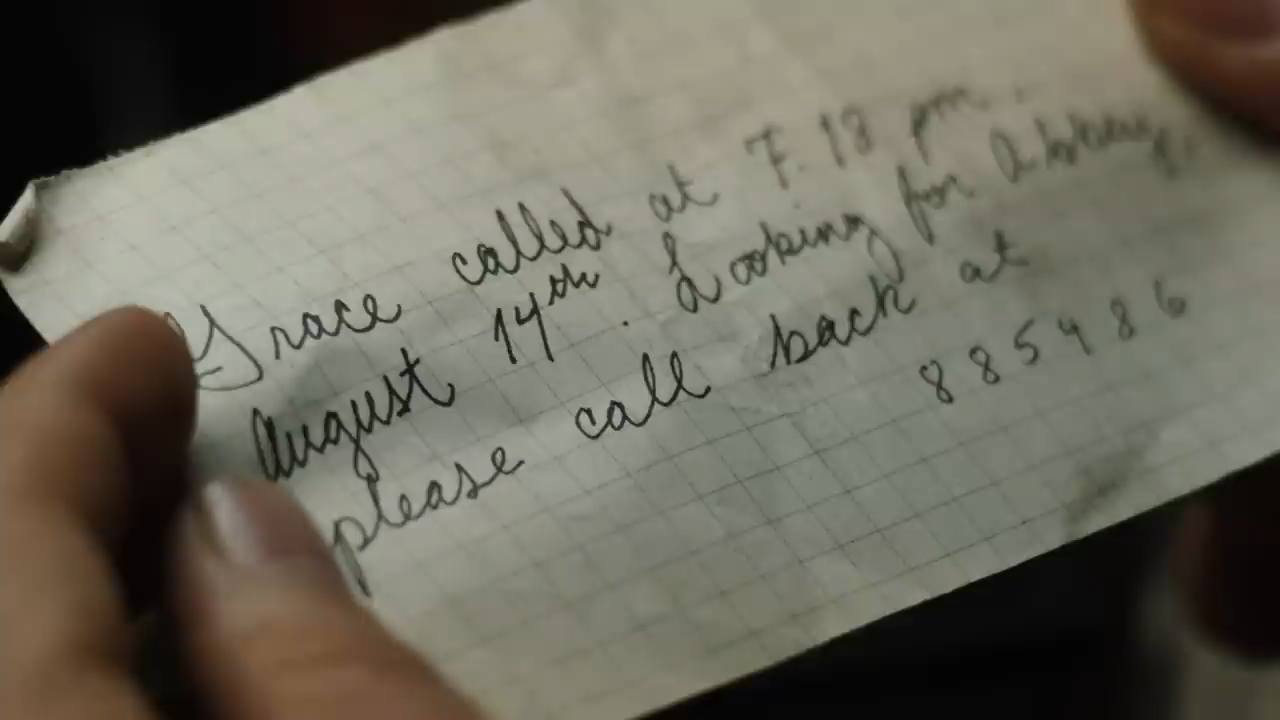 Grace called at 7.18 pm.
August 14th. Looking for
please call back at
885486